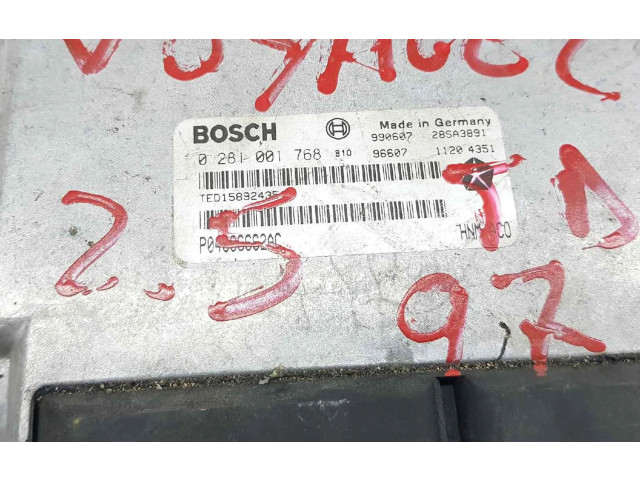 VOYAGER
BOSCH Made in Germany
990607 28SA3891
0 281 001 768 810 96607 1120 4351
TED15892435
2.5 TD
97